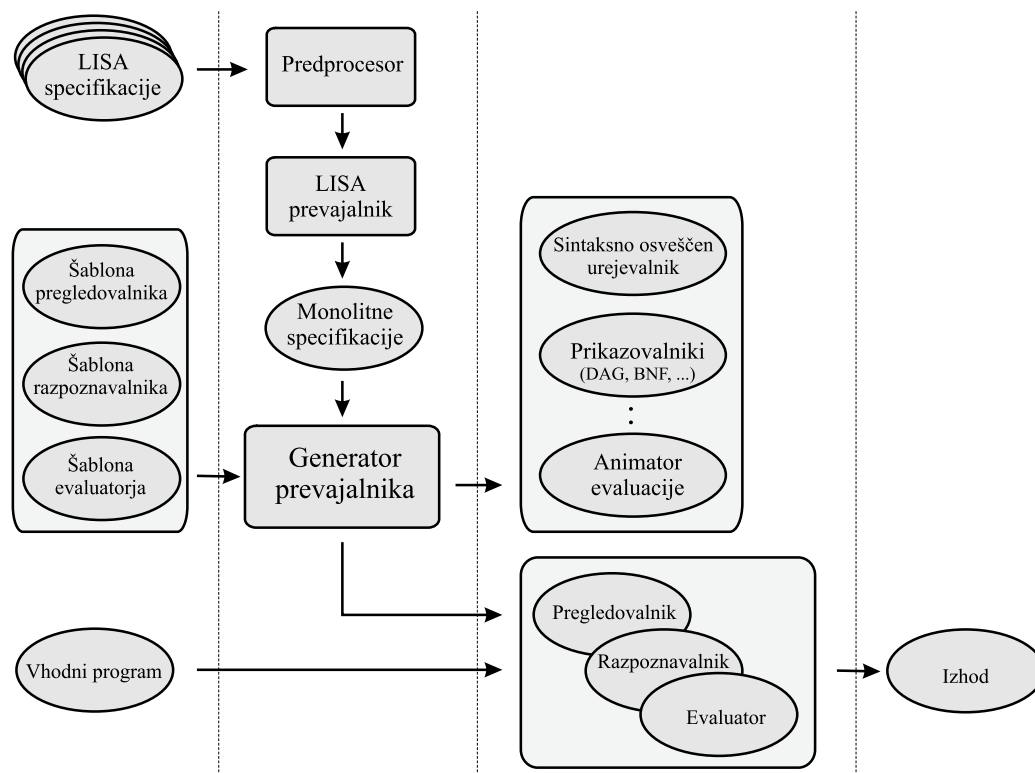 LISA
specifikacije
Predprocesor
LISA
prevajalnik
Monolitne
specifikacije
Šablona
pregledovalnika
Šablona
razpoznavalnika
Šablona
evaluatorja
Generator
prevajalnika
Sintaksno osveščen
urejevalnik
Prikazovalniki
(DAG, BNF, ...)
Animator
evaluacije
Vhodni program
Pregledovalnik
Razpoznavalnik
Evaluator
Izhod